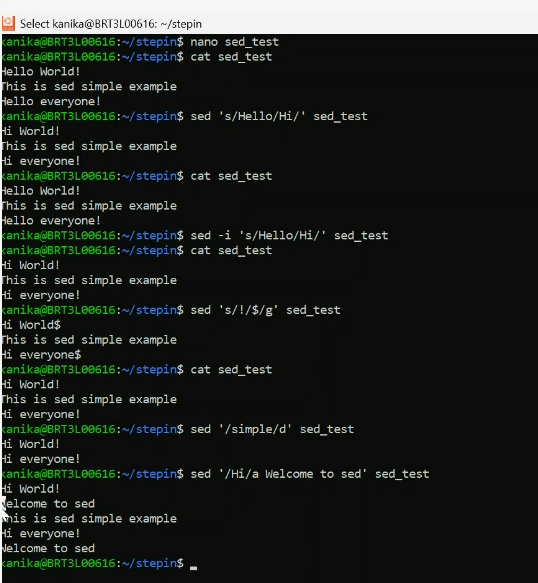 Select kanika@BRT3L00616: ~/stepin
kanika@BRT3L00616:~/stepin$ nano sed_test
kanika@BRT3L00616:~/stepin$ cat sed_test
Hello World!
This is sed simple example
Hello everyone!
kanika@BRT3L00616:~/stepin$ sed 's/Hello/Hi/' sed_test
Hi World!
This is sed simple example
Hi everyone!
kanika@BRT3L00616:~/stepin$ cat sed_test
Hello World!
This is sed simple example
Hello everyone!
kanika@BRT3L00616:~/stepin$ sed -i 's/Hello/Hi/' sed_test
kanika@BRT3L00616:~/stepin$ cat sed_test
Hi World!
This is sed simple example
Hi everyone!
kanika@BRT3L00616:~/stepin$ sed 's/!/$/g' sed_test
Hi World$
This is sed simple example
Hi everyone$
kanika@BRT3L00616:~/stepin$ cat sed_test
Hi World!
This is sed simple example
Hi everyone!
kanika@BRT3L00616:~/stepin$ sed '/simple/d' sed_test
Hi World!
Hi everyone!
kanika@BRT3L00616:~/stepin$ sed '/Hi/a Welcome to sed' sed_test
Hi World!
Welcome to sed
This is sed simple example
Hi everyone!
Welcome to sed
kanika@BRT3L00616:~/stepin$